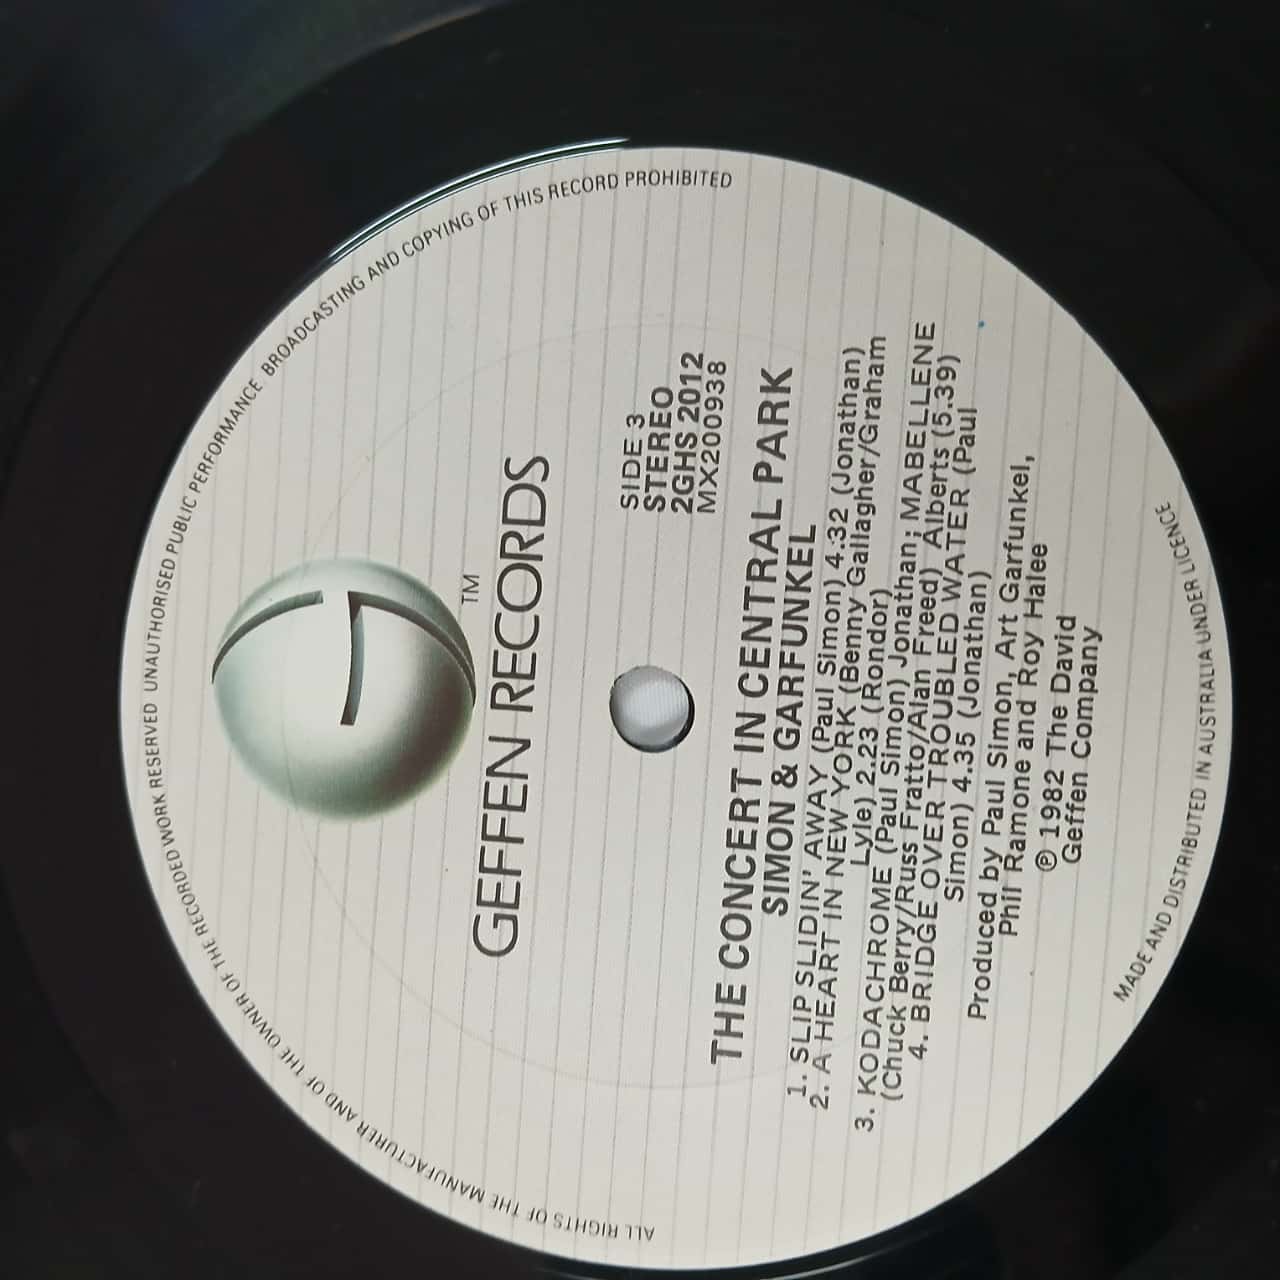 ALL RIGHTS OF THE MANUFACTURER AND OF THE OWNER OF THE RECORDED WORK RESERVED UNAUTHORISED PUBLIC PERFORMANCE. BROADCASTING AND COPYING OF THIS RECORD PROHIBITED
TM
GEFFEN RECORDS
SIDE 3
STEREO
2GHS 2012
MX200938
THE CONCERT IN CENTRAL PARK
SIMON & GARFUNKEL
1. SLIP SLIDIN' AWAY (Paul Simon) 4.32 (Jonathan)
2. A HEART IN NEW YORK (Benny Gallagher/Graham
Lyle) 2.23 (Rondor)
3. KODACHROME (Paul Simon) Jonathan; MABELLENE
(Chuck Berry/Russ Fratto/Alan Freed) Alberts (5.39)
4. BRIDGE OVER TROUBLED WATER (Paul
Simon) 4.35 (Jonathan)
Produced by Paul Simon, Art Garfunkel,
Phil Ramone and Roy Halee
℗ 1982 The David
Geffen Company
MADE AND DISTRIBUTED IN AUSTRALIA UNDER LICENCE